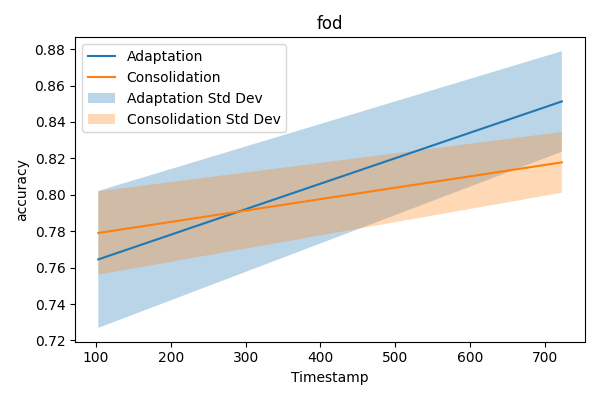 fod
Adaptation
Consolidation
Adaptation Std Dev
Consolidation Std Dev
accuracy
0.88
0.86
0.84
0.82
0.80
0.78
0.76
0.74
0.72
100
200
300
400
500
600
700
Timestamp